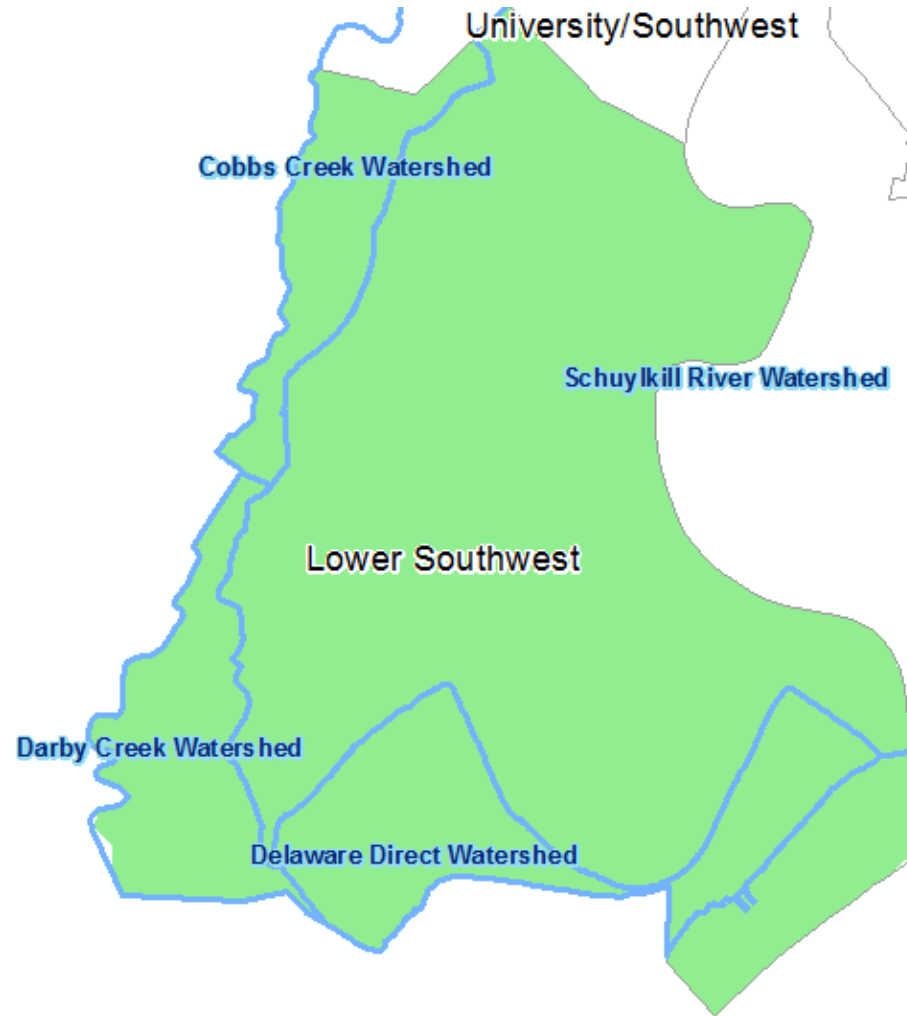 University/Southwest
Cobbs Creek Watershed
Schuylkill River Watershed
Lower Southwest
Darby Creek Watershed
Delaware Direct Watershed